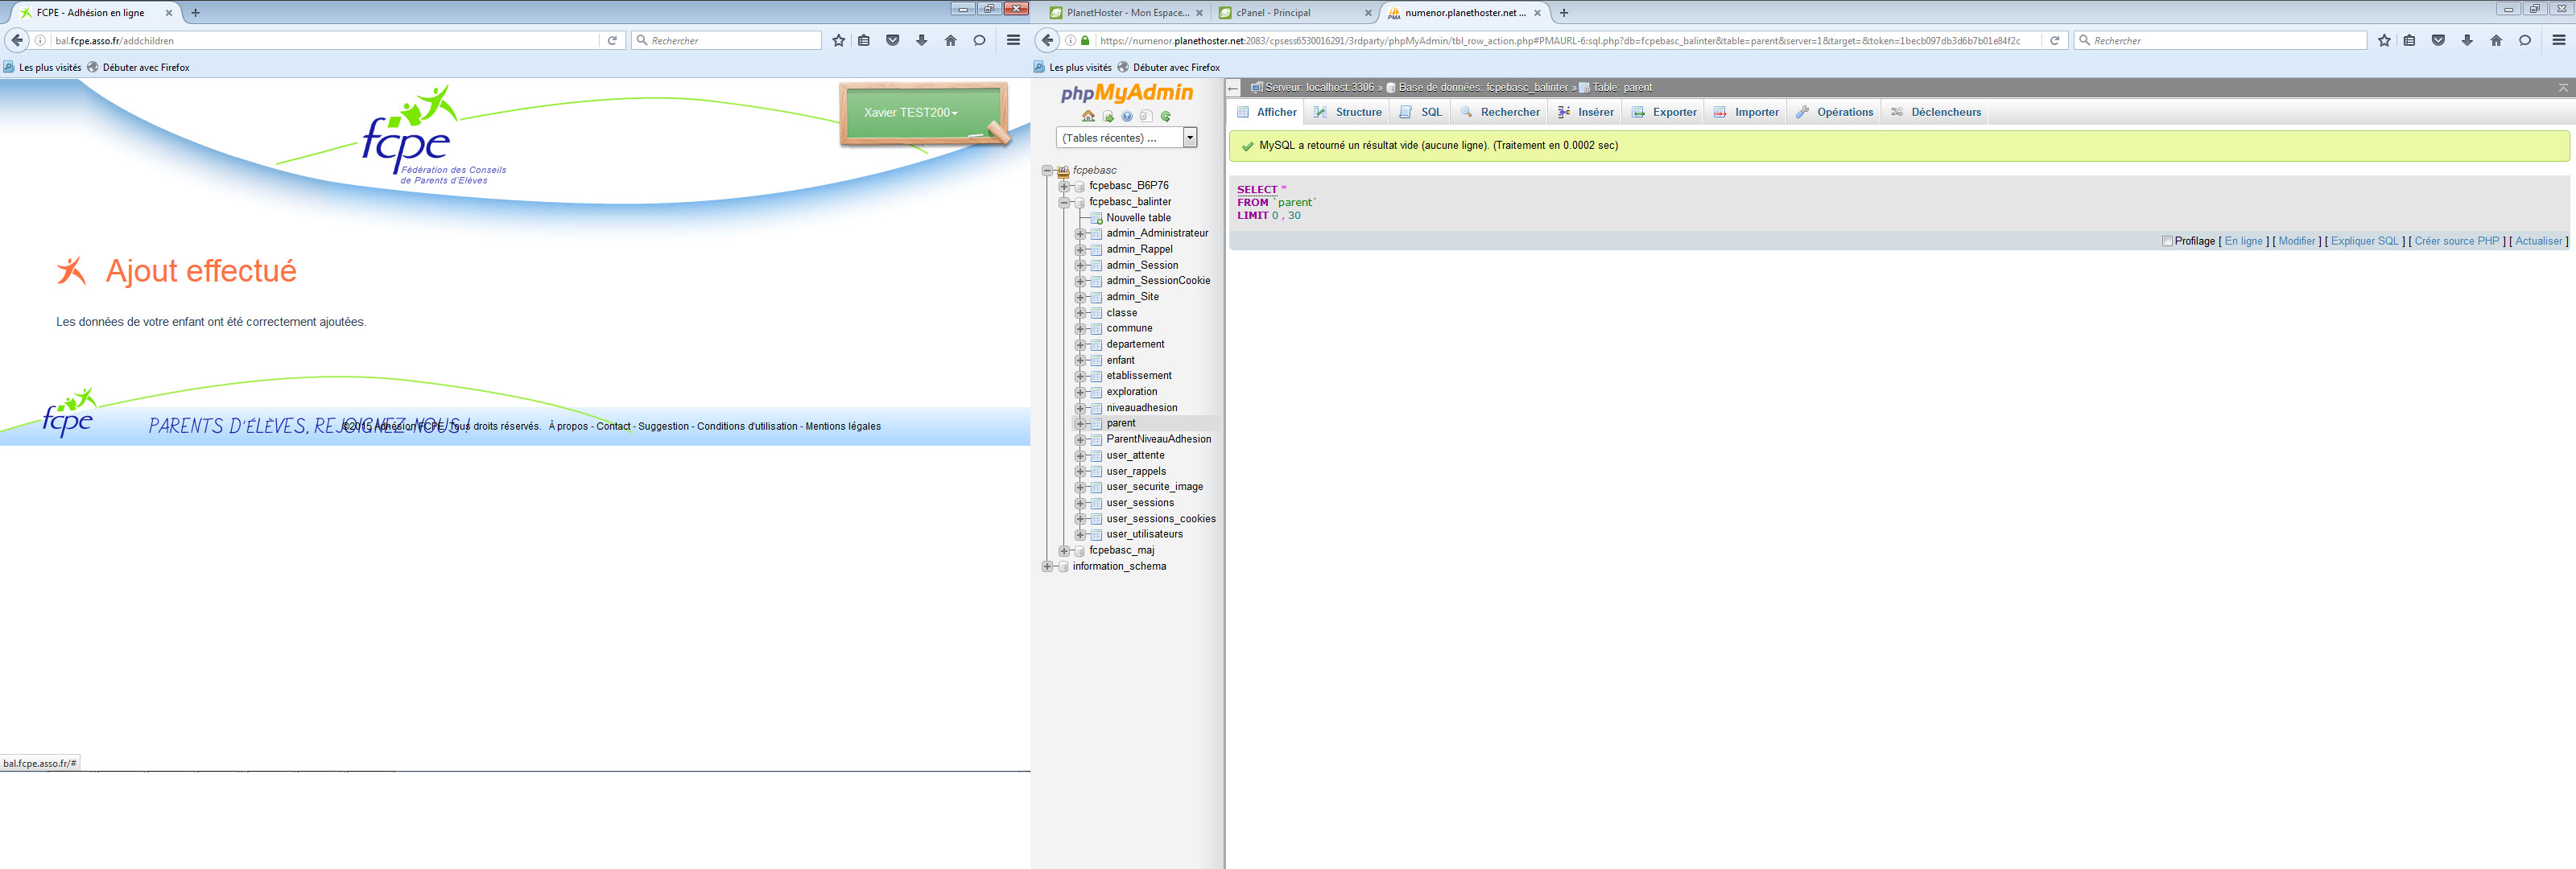 FCPE - Adhésion en ligne
bal.fcpe.asso.fr/addchildren
Rechercher
Les plus visités
Débuter avec Firefox
fcpe
Fédération des Conseils
de Parents d'Elèves
Xavier TEST200
Ajout effectué
Les données de votre enfant ont été correctement ajoutées.
fcpe
PARENTS D'ÉLÈVES, REJOIGNEZ-NOUS !
©2015 Adhésion FCPE. Tous droits réservés. À propos - Contact - Suggestion - Conditions d'utilisation - Mentions légales
bal.fcpe.asso.fr/#
PlanetHoster - Mon Espace...
cPanel - Principal
PMA
numenor.planethoster.net ...
https://numenor.planethoster.net:2083/cpsess6530016291/3rdparty/phpMyAdmin/tbl_row_action.php#PMAURL-6:sql.php?db=fcpebasc_balinter&table=parent&server=1&target=&token=1becb097db3d6b7b01e84f2c
Rechercher
Les plus visités
Débuter avec Firefox
phpMyAdmin
(Tables récentes) ...
fcpebasc
fcpebasc_B6P76
fcpebasc_balinter
Nouvelle table
admin_Administrateur
admin_Rappel
admin_Session
admin_SessionCookie
admin_Site
classe
commune
departement
enfant
etablissement
exploration
niveauadhesion
parent
ParentNiveauAdhesion
user_attente
user_rappels
user_securite_image
user_sessions
user_sessions_cookies
user_utilisateurs
fcpebasc_maj
information_schema
Serveur: localhost:3306 » Base de données: fcpebasc_balinter » Table: parent
Afficher
Structure
SQL
Rechercher
Insérer
Exporter
Importer
Opérations
Déclencheurs
MySQL a retourné un résultat vide (aucune ligne). (Traitement en 0.0002 sec)
SELECT *
FROM `parent`
LIMIT 0 , 30
Profilage [ En ligne ] [ Modifier ] [ Expliquer SQL ] [ Créer source PHP ] [ Actualiser ]